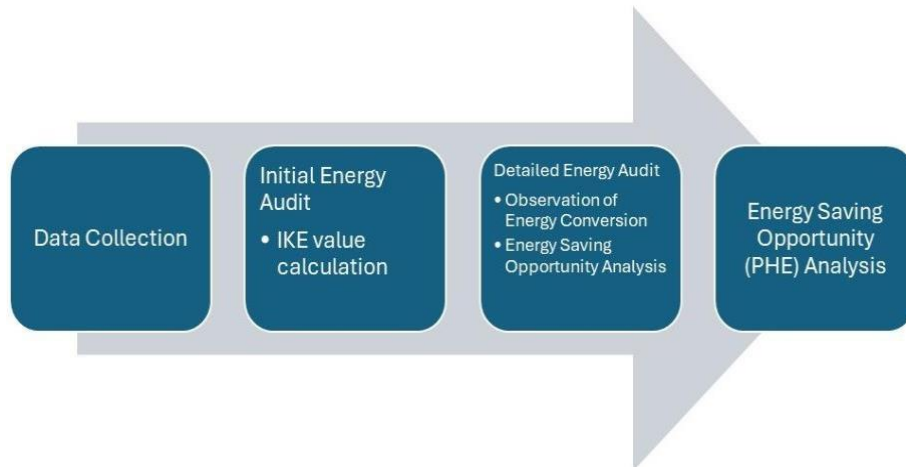 Data Collection
Initial Energy
Audit
• IKE value
calculation
Detailed Energy Audit
• Observation of
Energy Conversion
• Energy Saving
Opportunity Analysis
Energy Saving
Opportunity
(PHE) Analysis